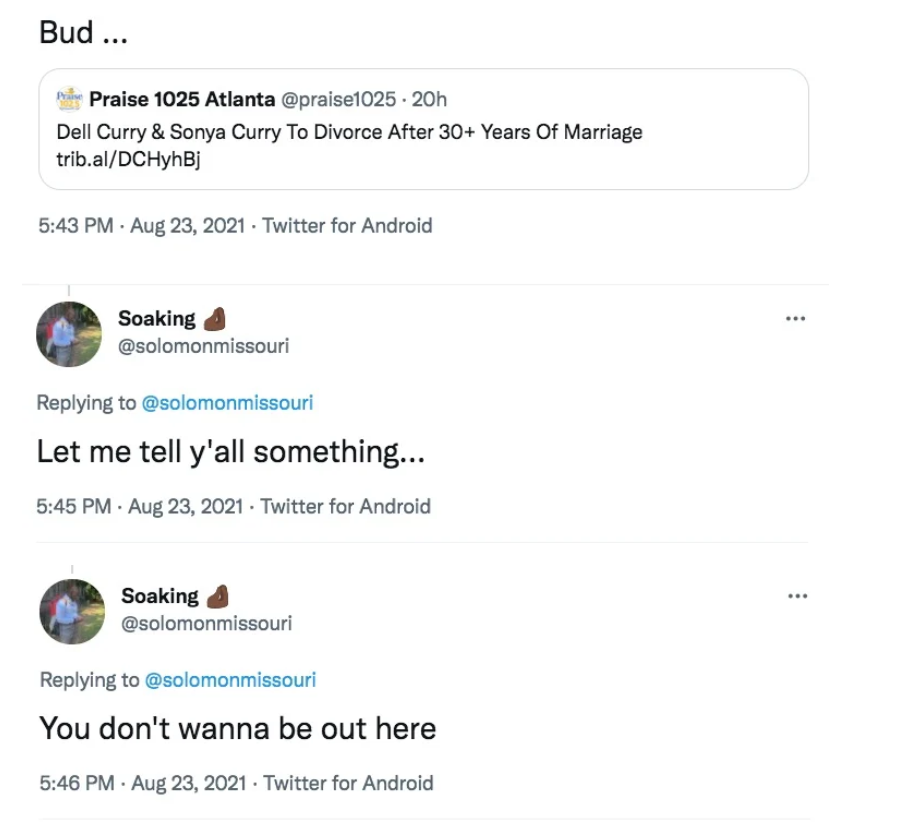 Bud ...
Praise 1025 Atlanta @praise1025 · 20h
Dell Curry & Sonya Curry To Divorce After 30+ Years Of Marriage
trib.al/DCHyhBj
5:43 PM · Aug 23, 2021 · Twitter for Android
Soaking 🤌🏿
@solomonmissouri
Replying to @solomonmissouri
Let me tell y'all something...
5:45 PM · Aug 23, 2021 · Twitter for Android
Soaking 🤌🏿
@solomonmissouri
Replying to @solomonmissouri
You don't wanna be out here
5:46 PM · Aug 23, 2021 · Twitter for Android